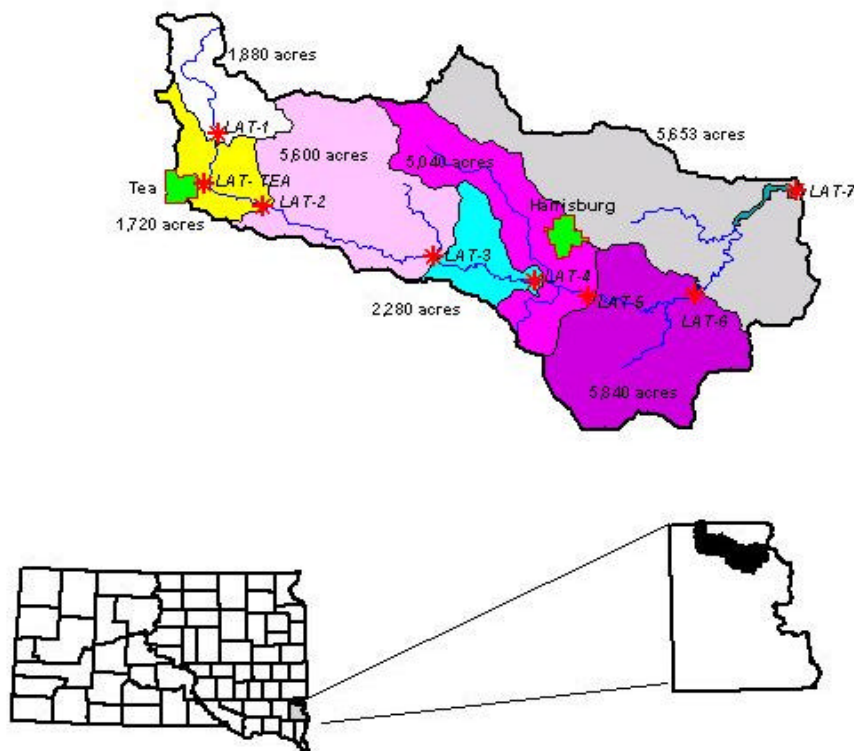 1,880 acres
LAT-1
5,600 acres
5,040 acres
5,653 acres
Tea
LAT-TEA
LAT-7
1,720 acres
LAT-2
Harrisburg
LAT-3
LAT-4
2,280 acres
LAT-5
LAT-6
5,840 acres